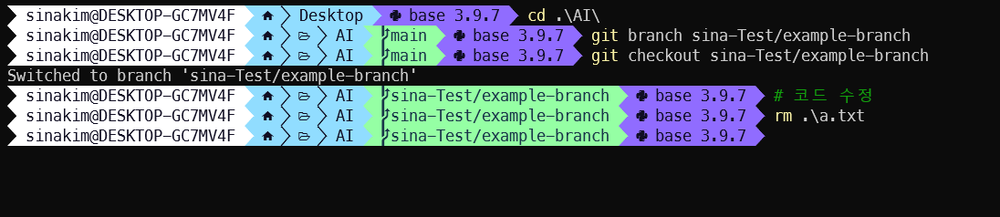 sinakim@DESKTOP-GC7MV4F Desktop base 3.9.7 cd .\AI\
sinakim@DESKTOP-GC7MV4F AI main base 3.9.7 git branch sina-Test/example-branch
sinakim@DESKTOP-GC7MV4F AI main base 3.9.7 git checkout sina-Test/example-branch
Switched to branch 'sina-Test/example-branch'
sinakim@DESKTOP-GC7MV4F AI sina-Test/example-branch base 3.9.7 # 코드 수정
sinakim@DESKTOP-GC7MV4F AI sina-Test/example-branch base 3.9.7 rm .\a.txt
sinakim@DESKTOP-GC7MV4F AI sina-Test/example-branch base 3.9.7